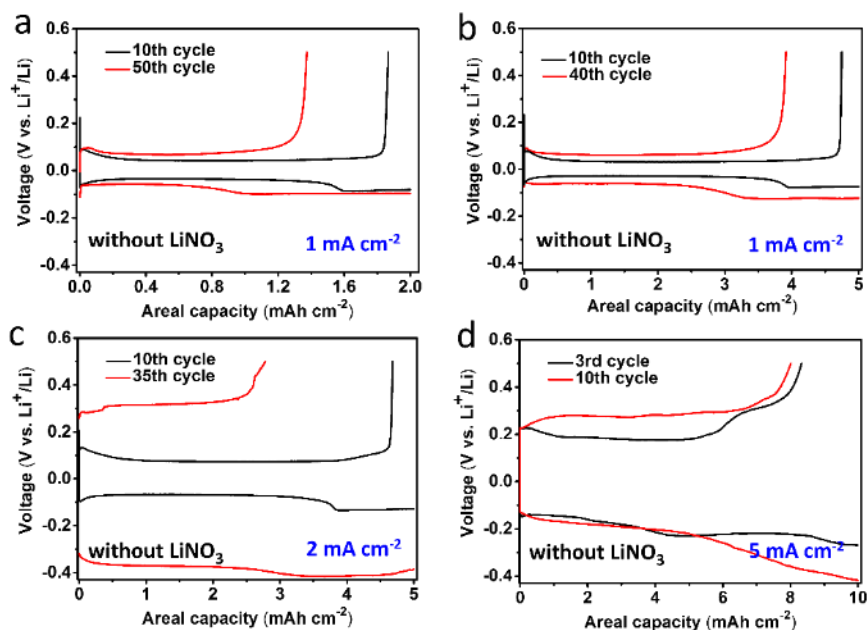 a
0.6
0.4
0.2
0.0
-0.2
-0.4
Voltage (V vs. Li⁺/Li)
10th cycle
50th cycle
without LiNO₃
1 mA cm⁻²
0.0 0.4 0.8 1.2 1.6 2.0
Areal capacity (mAh cm⁻²)
b
0.6
0.4
0.2
0.0
-0.2
-0.4
Voltage (V vs. Li⁺/Li)
10th cycle
40th cycle
without LiNO₃
1 mA cm⁻²
0 1 2 3 4 5
Areal capacity (mAh cm⁻²)
c
0.6
0.4
0.2
0.0
-0.2
-0.4
Voltage (V vs. Li⁺/Li)
10th cycle
35th cycle
without LiNO₃
2 mA cm⁻²
0 1 2 3 4 5
Areal capacity (mAh cm⁻²)
d
0.6
0.4
0.2
0.0
-0.2
-0.4
Voltage (V vs. Li⁺/Li)
3rd cycle
10th cycle
without LiNO₃
5 mA cm⁻²
0 2 4 6 8 10
Areal capacity (mAh cm⁻²)